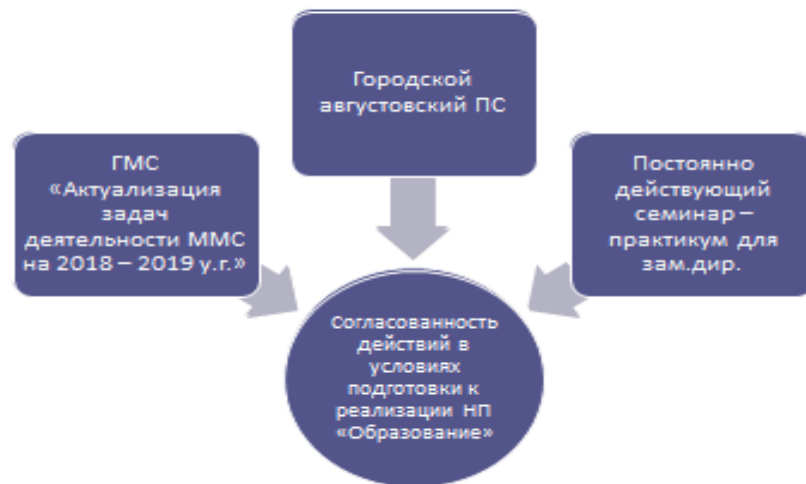 Городской
августовский ПС
ГМС
«Актуализация
задач
деятельности ММС
на 2018 – 2019 у.г.»
Постоянно
действующий
семинар –
практикум для
зам.дир.
Согласованность
действий в
условиях
подготовки к
реализации НП
«Образование»